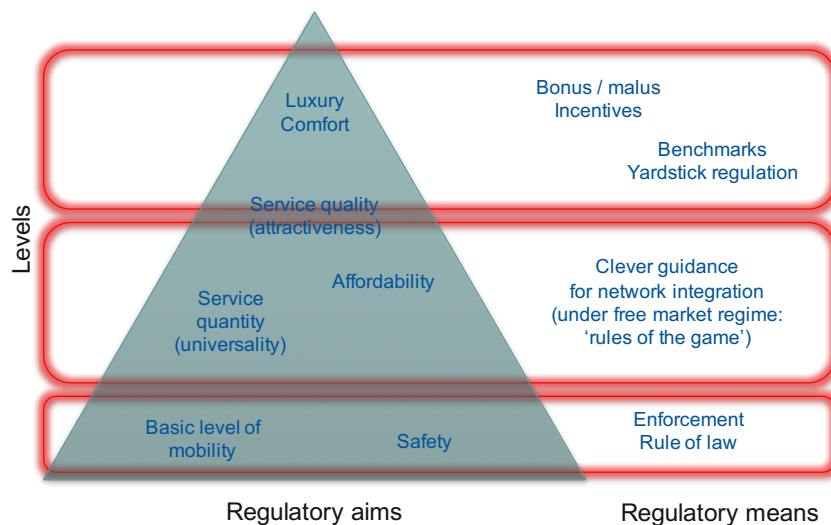 Luxury
Comfort
Bonus / malus
Incentives
Benchmarks
Yardstick regulation
Service quality
(attractiveness)
Affordability
Service
quantity
(universality)
Clever guidance
for network integration
(under free market regime:
‘rules of the game’)
Basic level of
mobility
Safety
Enforcement
Rule of law
Levels
Regulatory aims
Regulatory means